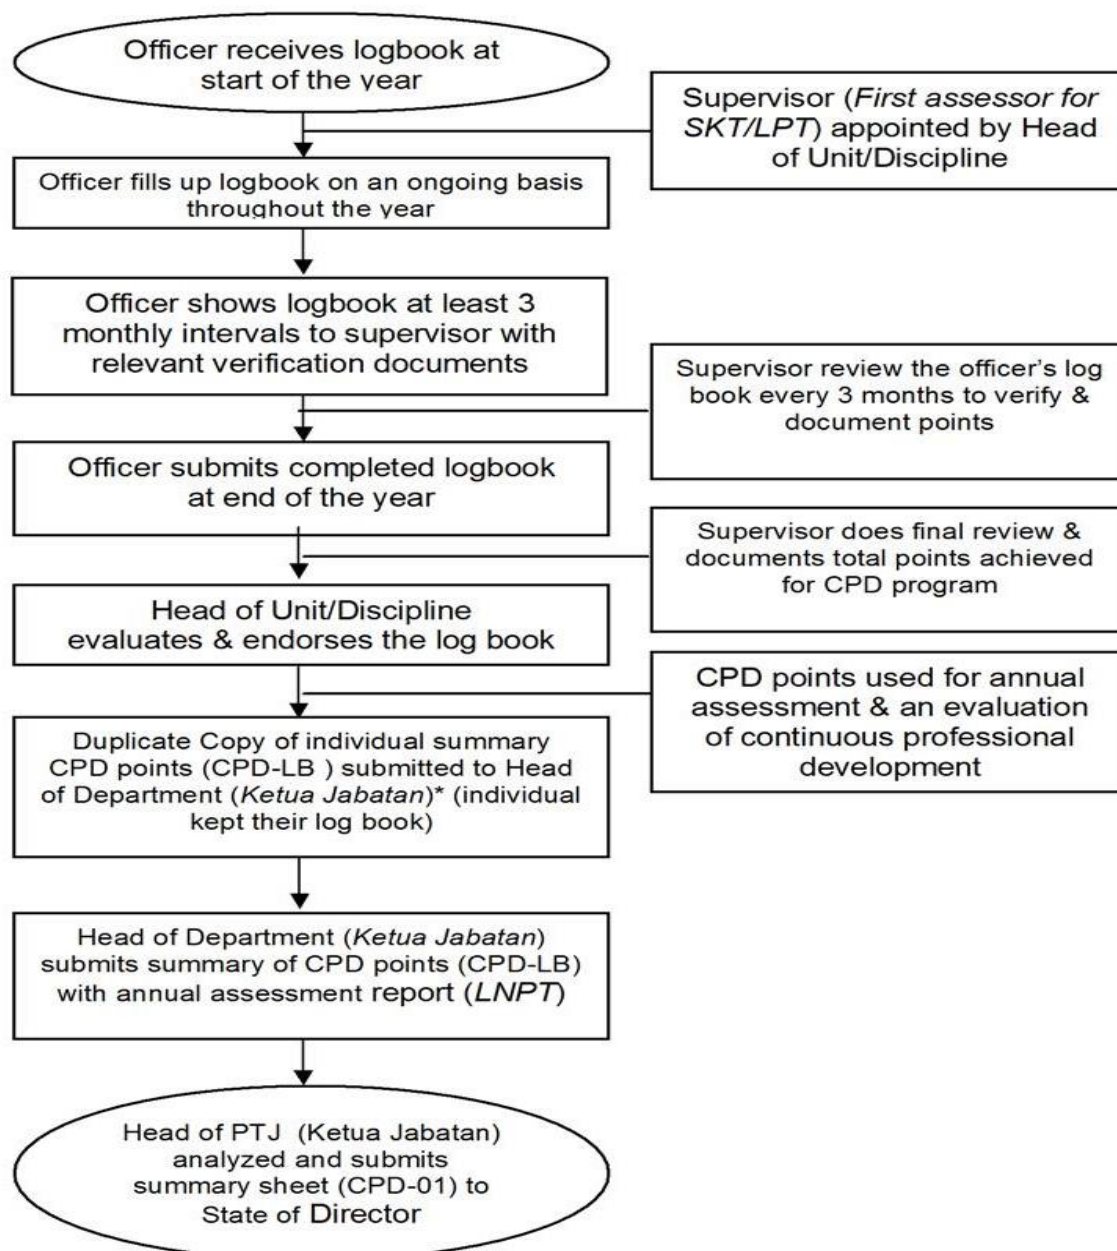 Officer receives logbook at
start of the year
Supervisor (First assessor for
SKT/LPT) appointed by Head
of Unit/Discipline
Officer fills up logbook on an ongoing basis
throughout the year
Officer shows logbook at least 3
monthly intervals to supervisor with
relevant verification documents
Supervisor review the officer's log
book every 3 months to verify &
document points
Officer submits completed logbook
at end of the year
Supervisor does final review &
documents total points achieved
for CPD program
Head of Unit/Discipline
evaluates & endorses the log book
CPD points used for annual
assessment & an evaluation
of continuous professional
development
Duplicate Copy of individual summary
CPD points (CPD-LB ) submitted to Head
of Department (Ketua Jabatan)* (individual
kept their log book)
Head of Department (Ketua Jabatan)
submits summary of CPD points (CPD-LB)
with annual assessment report (LNPT)
Head of PTJ (Ketua Jabatan)
analyzed and submits
summary sheet (CPD-01) to
State of Director